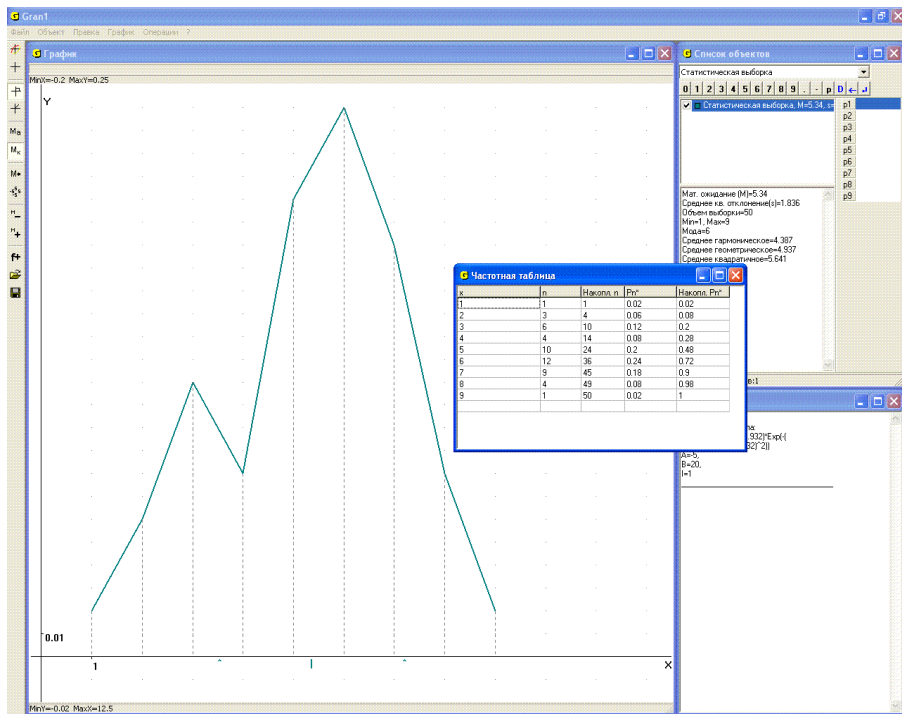 Gran1
Файл Объект Правка График Операции ?
График
MinX=-0.2 MaxY=0.25
Y
0.01
1
X
MinY=-0.02 MaxX=12.5
Список объектов
Статистическая выборка
0 1 2 3 4 5 6 7 8 9 . - p D
Статистическая выборка, M=5.34, s=
p1
p2
p3
p4
p5
p6
p7
p8
p9
Мат. ожидание (M)=5.34
Среднее кв. отклонение(s)=1.836
Объем выборки=50
Min=1, Max=9
Мода=6
Среднее гармоническое=4.387
Среднее геометрическое=4.937
Среднее квадратичное=5.641
Частотная таблица
x n Накопл. n Pn* Накопл. Pn*
1 1 1 0.02 0.02
2 3 4 0.06 0.08
3 6 10 0.12 0.2
4 4 14 0.08 0.28
5 10 24 0.2 0.48
6 12 36 0.24 0.72
7 9 45 0.18 0.9
8 4 49 0.08 0.98
9 1 50 0.02 1
в:1
.932)*Exp(-(
32)^2))
A=-5,
B=20,
I=1